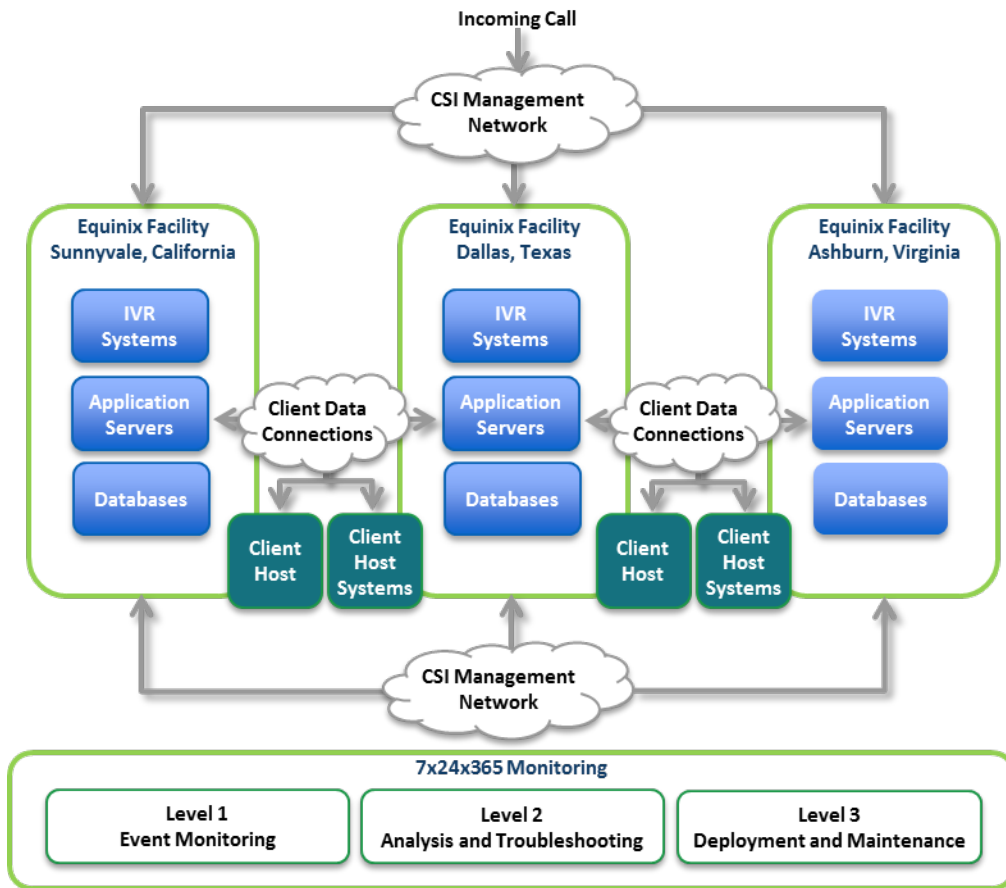 Incoming Call
CSI Management
Network
Equinix Facility
Sunnyvale, California
IVR
Systems
Application
Servers
Databases
Client Data
Connections
Client
Host
Client
Host
Systems
Equinix Facility
Dallas, Texas
IVR
Systems
Application
Servers
Databases
Client Data
Connections
Client
Host
Client
Host
Systems
Equinix Facility
Ashburn, Virginia
IVR
Systems
Application
Servers
Databases
CSI Management
Network
7x24x365 Monitoring
Level 1
Event Monitoring
Level 2
Analysis and Troubleshooting
Level 3
Deployment and Maintenance